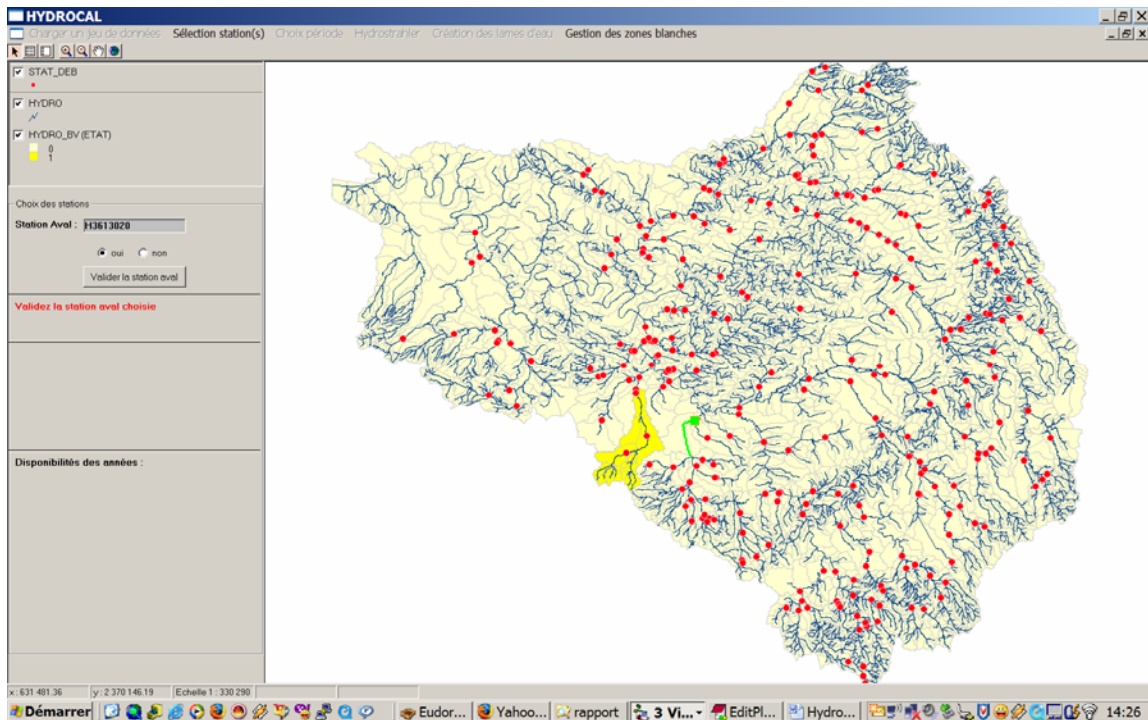 HYDROCAL
Charger un jeu de données Sélection station(s) Choix période Hydrostrahler Création des lames d'eau Gestion des zones blanches
STAT_DEB
HYDRO
HYDRO_BV (ETAT)
0
1
Choix des stations
Station Aval : H3613020
oui non
Valider la station aval
Validez la station aval choisie
Disponibilités des années :
x : 631 481.36 y : 2 370 146.19 Echelle 1 : 330 290
Démarrer Eudor... Yahoo... rapport 3 Vi... EditPl... Hydro... 14:26